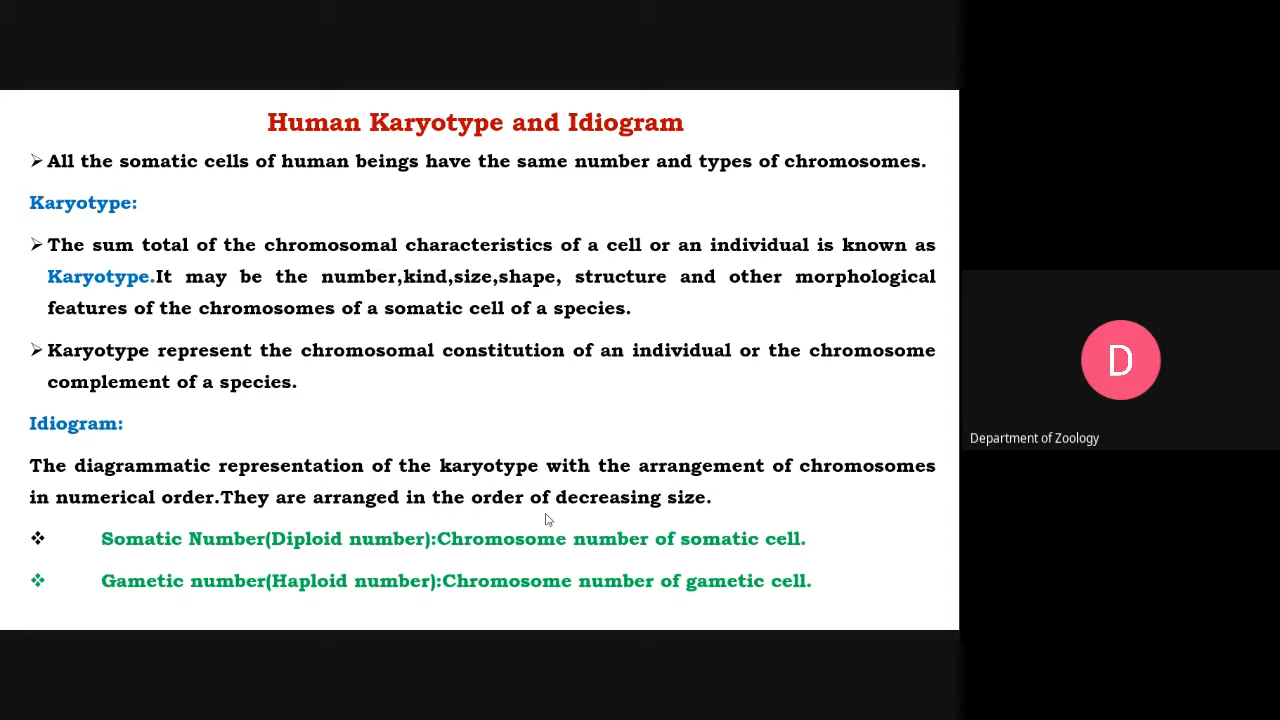 Human Karyotype and Idiogram
All the somatic cells of human beings have the same number and types of chromosomes.
Karyotype:
The sum total of the chromosomal characteristics of a cell or an individual is known as
Karyotype.It may be the number,kind,size,shape, structure and other morphological
features of the chromosomes of a somatic cell of a species.
Karyotype represent the chromosomal constitution of an individual or the chromosome
complement of a species.
Idiogram:
The diagrammatic representation of the karyotype with the arrangement of chromosomes
in numerical order.They are arranged in the order of decreasing size.
Somatic Number(Diploid number):Chromosome number of somatic cell.
Gametic number(Haploid number):Chromosome number of gametic cell.
D
Department of Zoology